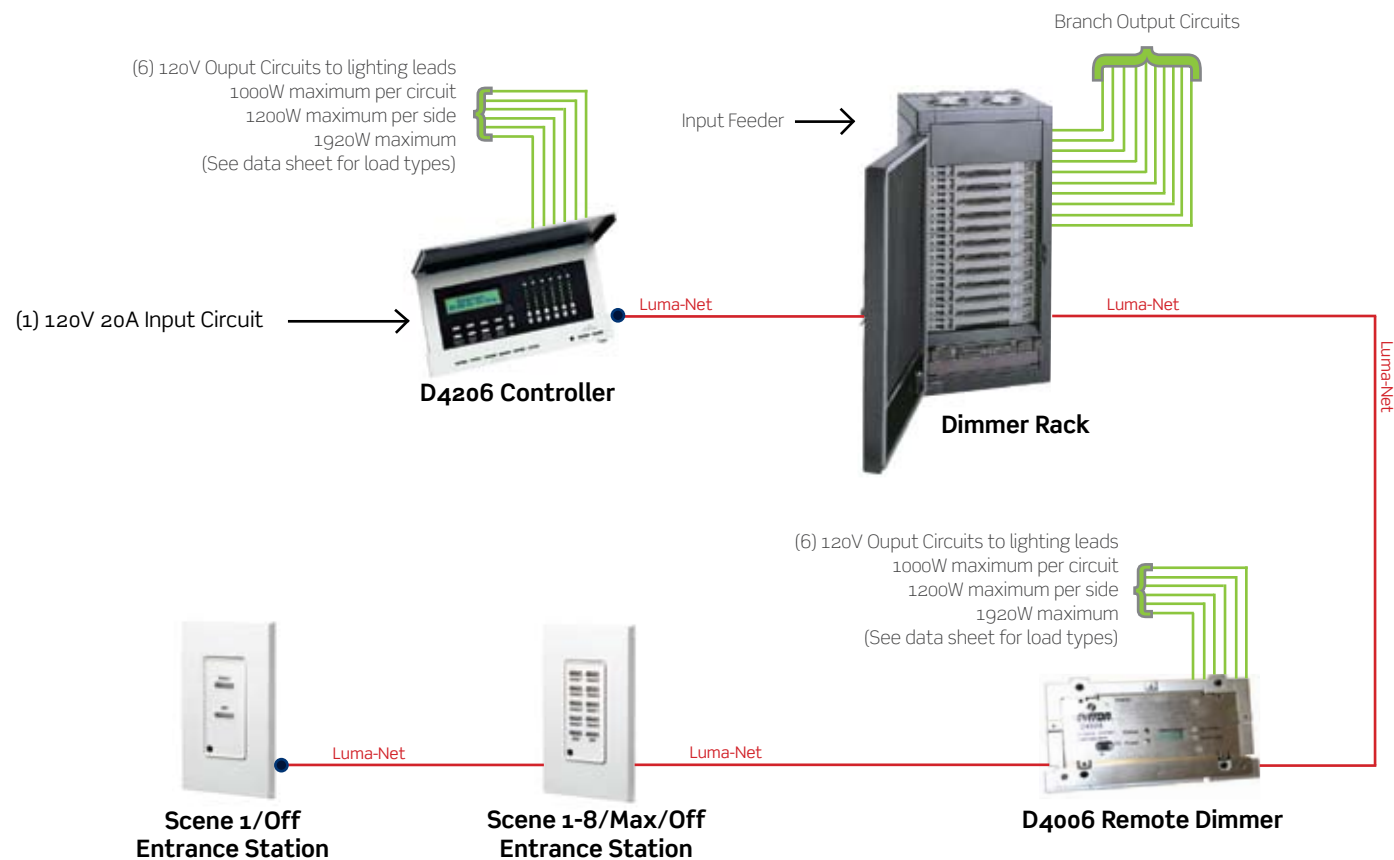 Branch Output Circuits
(6) 120V Ouput Circuits to lighting leads
1000W maximum per circuit
1200W maximum per side
1920W maximum
(See data sheet for load types)
Input Feeder
(1) 120V 20A Input Circuit
Luma-Net
Luma-Net
Luma-Net
D4206 Controller
Dimmer Rack
(6) 120V Ouput Circuits to lighting leads
1000W maximum per circuit
1200W maximum per side
1920W maximum
(See data sheet for load types)
Luma-Net
Luma-Net
Scene 1/Off
Entrance Station
Scene 1-8/Max/Off
Entrance Station
D4006 Remote Dimmer